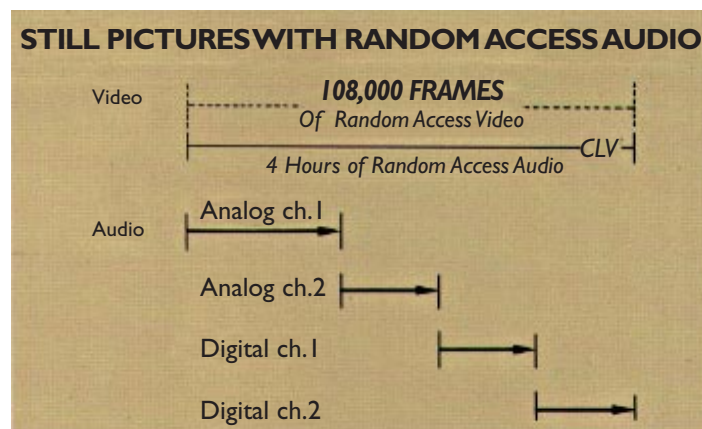 STILL PICTURES WITH RANDOM ACCESS AUDIO
Video
108,000 FRAMES
Of Random Access Video
CLV
4 Hours of Random Access Audio
Analog ch.1
Audio
Analog ch.2
Digital ch.1
Digital ch.2